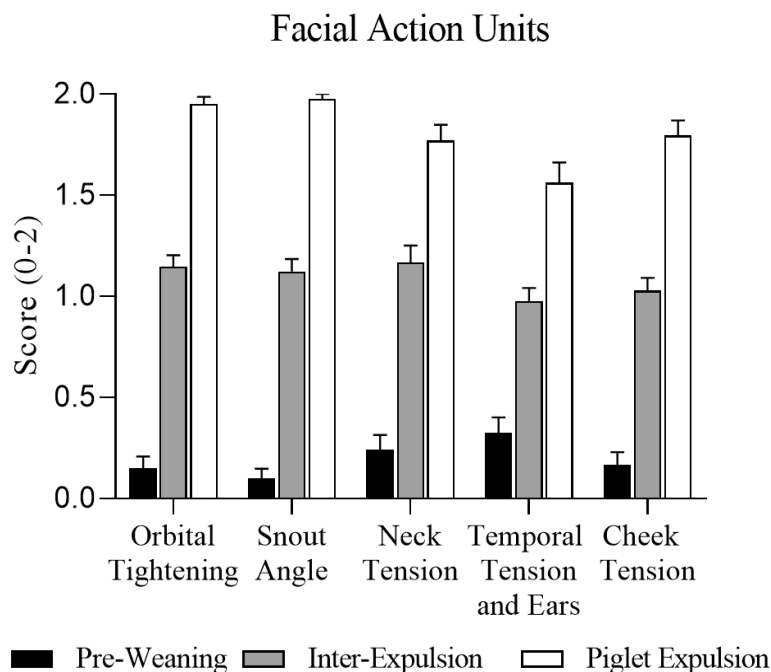 Facial Action Units
Score (0-2)
2.0
1.5
1.0
0.5
0.0
Orbital
Tightening
Snout
Angle
Neck
Tension
Temporal
Tension
and Ears
Cheek
Tension
Pre-Weaning
Inter-Expulsion
Piglet Expulsion